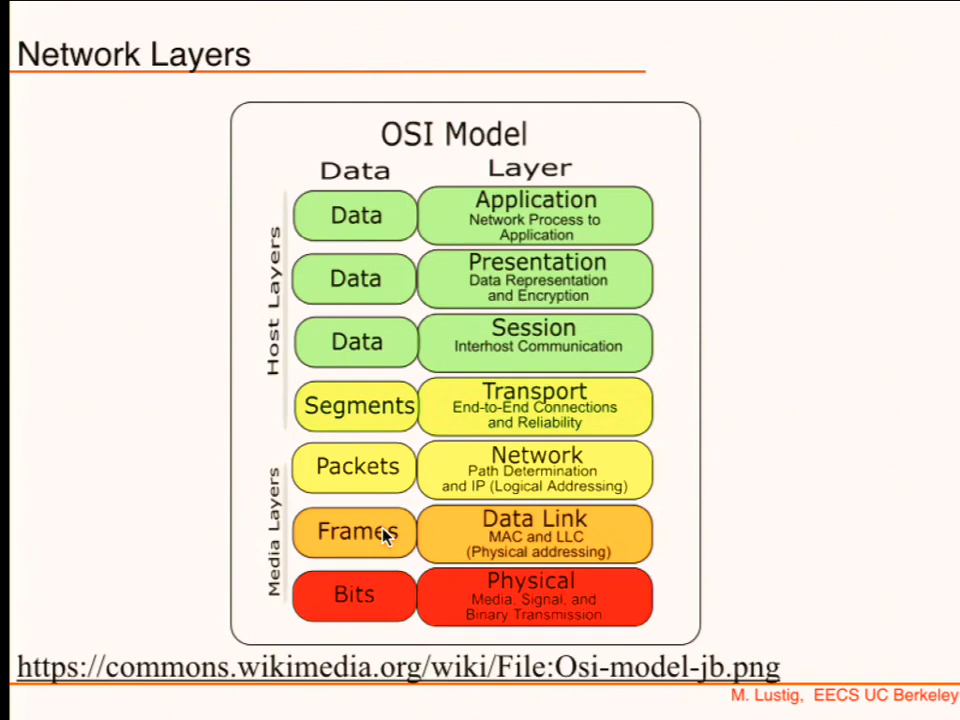 Network Layers
OSI Model
Data
Layer
Host Layers
Data
Application
Network Process to
Application
Data
Presentation
Data Representation
and Encryption
Data
Session
Interhost Communication
Segments
Transport
End-to-End Connections
and Reliability
Media Layers
Packets
Network
Path Determination
and IP (Logical Addressing)
Frames
Data Link
MAC and LLC
(Physical addressing)
Bits
Physical
Media, Signal, and
Binary Transmission
https://commons.wikimedia.org/wiki/File:Osi-model-jb.png
M. Lustig, EECS UC Berkeley